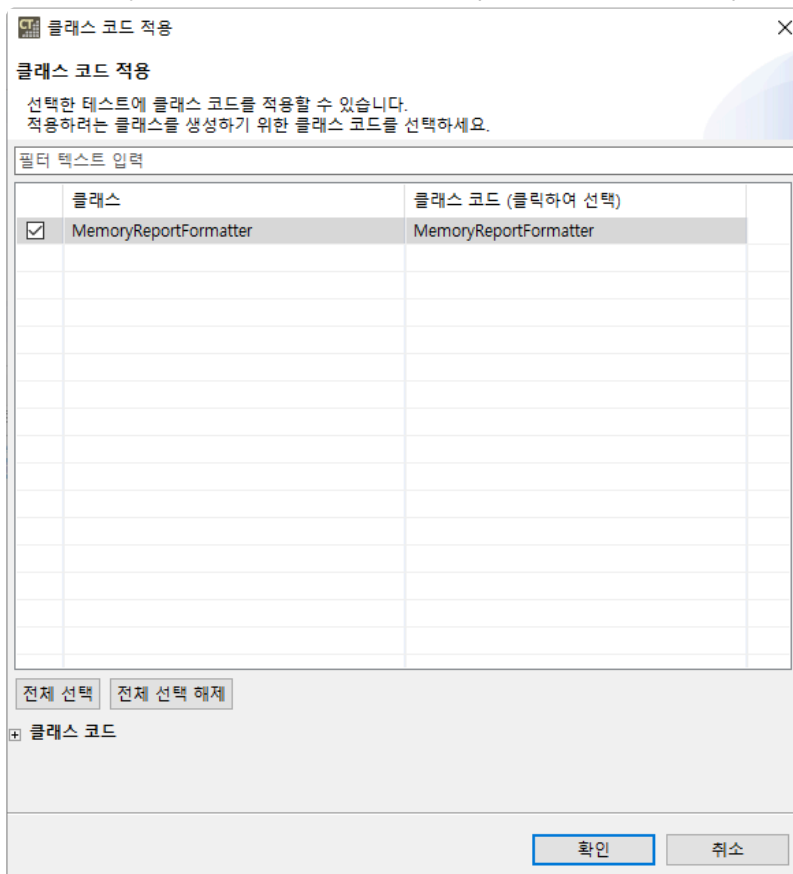 CT 클래스 코드 적용
클래스 코드 적용
선택한 테스트에 클래스 코드를 적용할 수 있습니다.
적용하려는 클래스를 생성하기 위한 클래스 코드를 선택하세요.
필터 텍스트 입력
클래스 클래스 코드 (클릭하여 선택)
MemoryReportFormatter MemoryReportFormatter
전체 선택 전체 선택 해제
클래스 코드
확인 취소